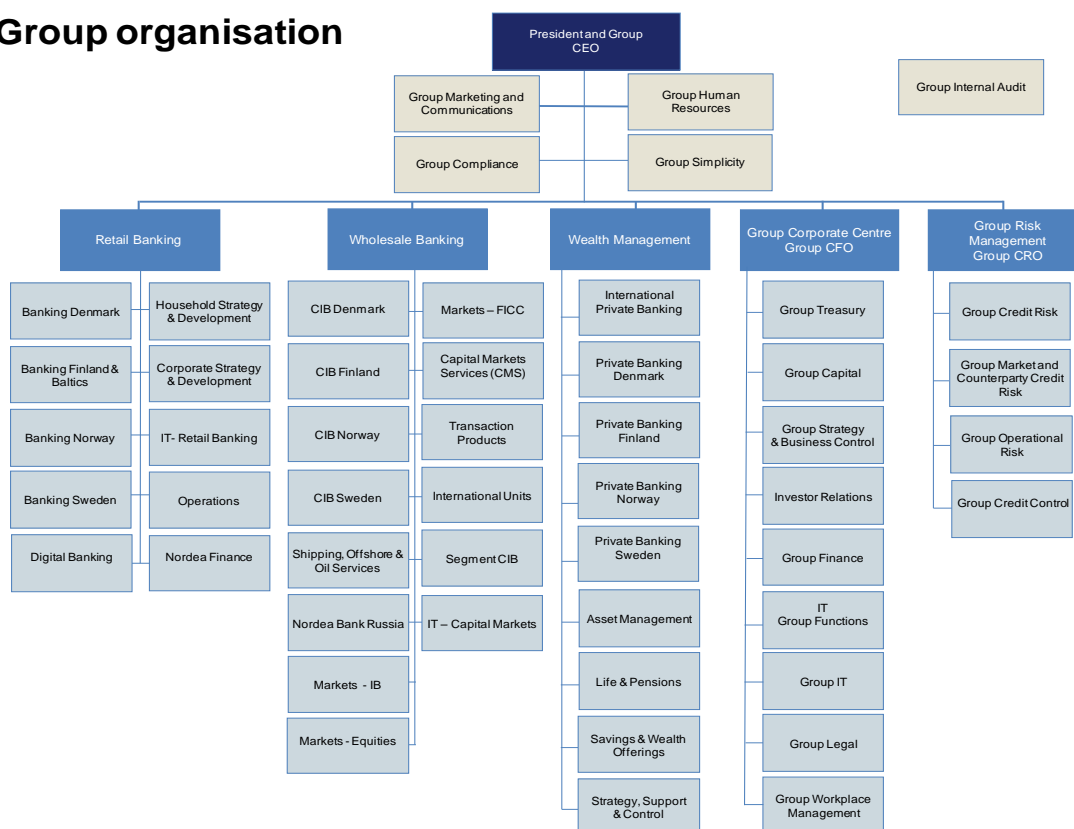 Group organisation
President and Group
CEO
Group Marketing and
Communications
Group Human
Resources
Group Internal Audit
Group Compliance
Group Simplicity
Retail Banking
Wholesale Banking
Wealth Management
Group Corporate Centre
Group CFO
Group Risk
Management
Group CRO
Banking Denmark
Household Strategy
& Development
Banking Finland &
Baltics
Corporate Strategy
& Development
Banking Norway
IT- Retail Banking
Banking Sweden
Operations
Digital Banking
Nordea Finance
CIB Denmark
Markets – FICC
CIB Finland
Capital Markets
Services (CMS)
CIB Norway
Transaction
Products
CIB Sweden
International Units
Shipping, Offshore &
Oil Services
Segment CIB
Nordea Bank Russia
IT – Capital Markets
Markets - IB
Markets - Equities
International
Private Banking
Private Banking
Denmark
Private Banking
Finland
Private Banking
Norway
Private Banking
Sweden
Asset Management
Life & Pensions
Savings & Wealth
Offerings
Strategy, Support
& Control
Group Treasury
Group Capital
Group Strategy
& Business Control
Investor Relations
Group Finance
IT
Group Functions
Group IT
Group Legal
Group Workplace
Management
Group Credit Risk
Group Market and
Counterparty Credit
Risk
Group Operational
Risk
Group Credit Control